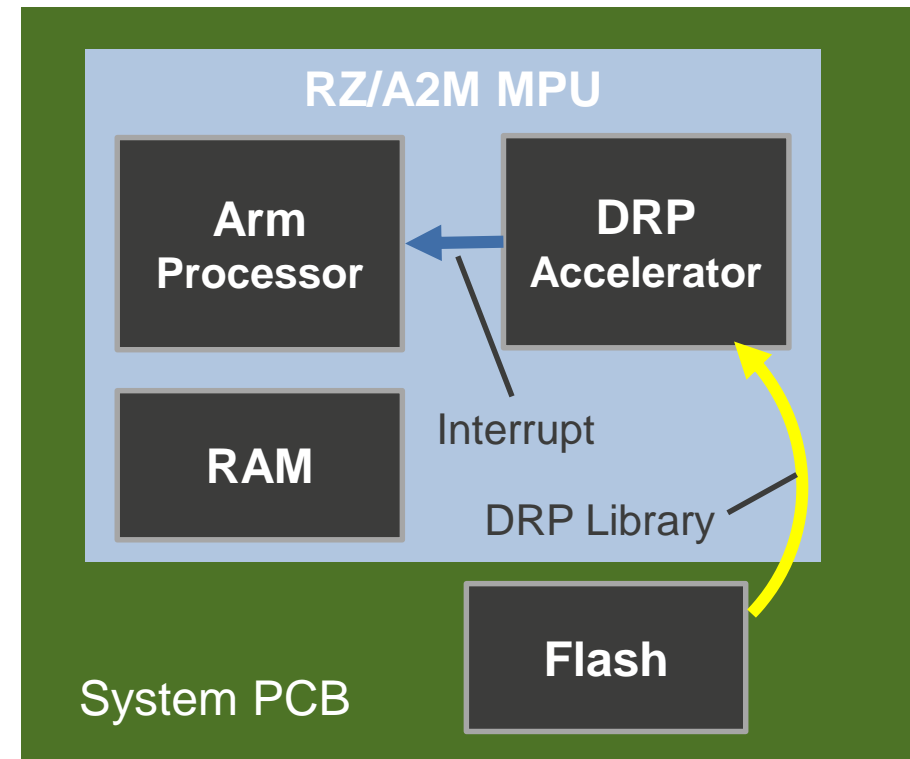 RZ/A2M MPU
Arm
Processor
DRP
Accelerator
Interrupt
RAM
DRP Library
Flash
System PCB